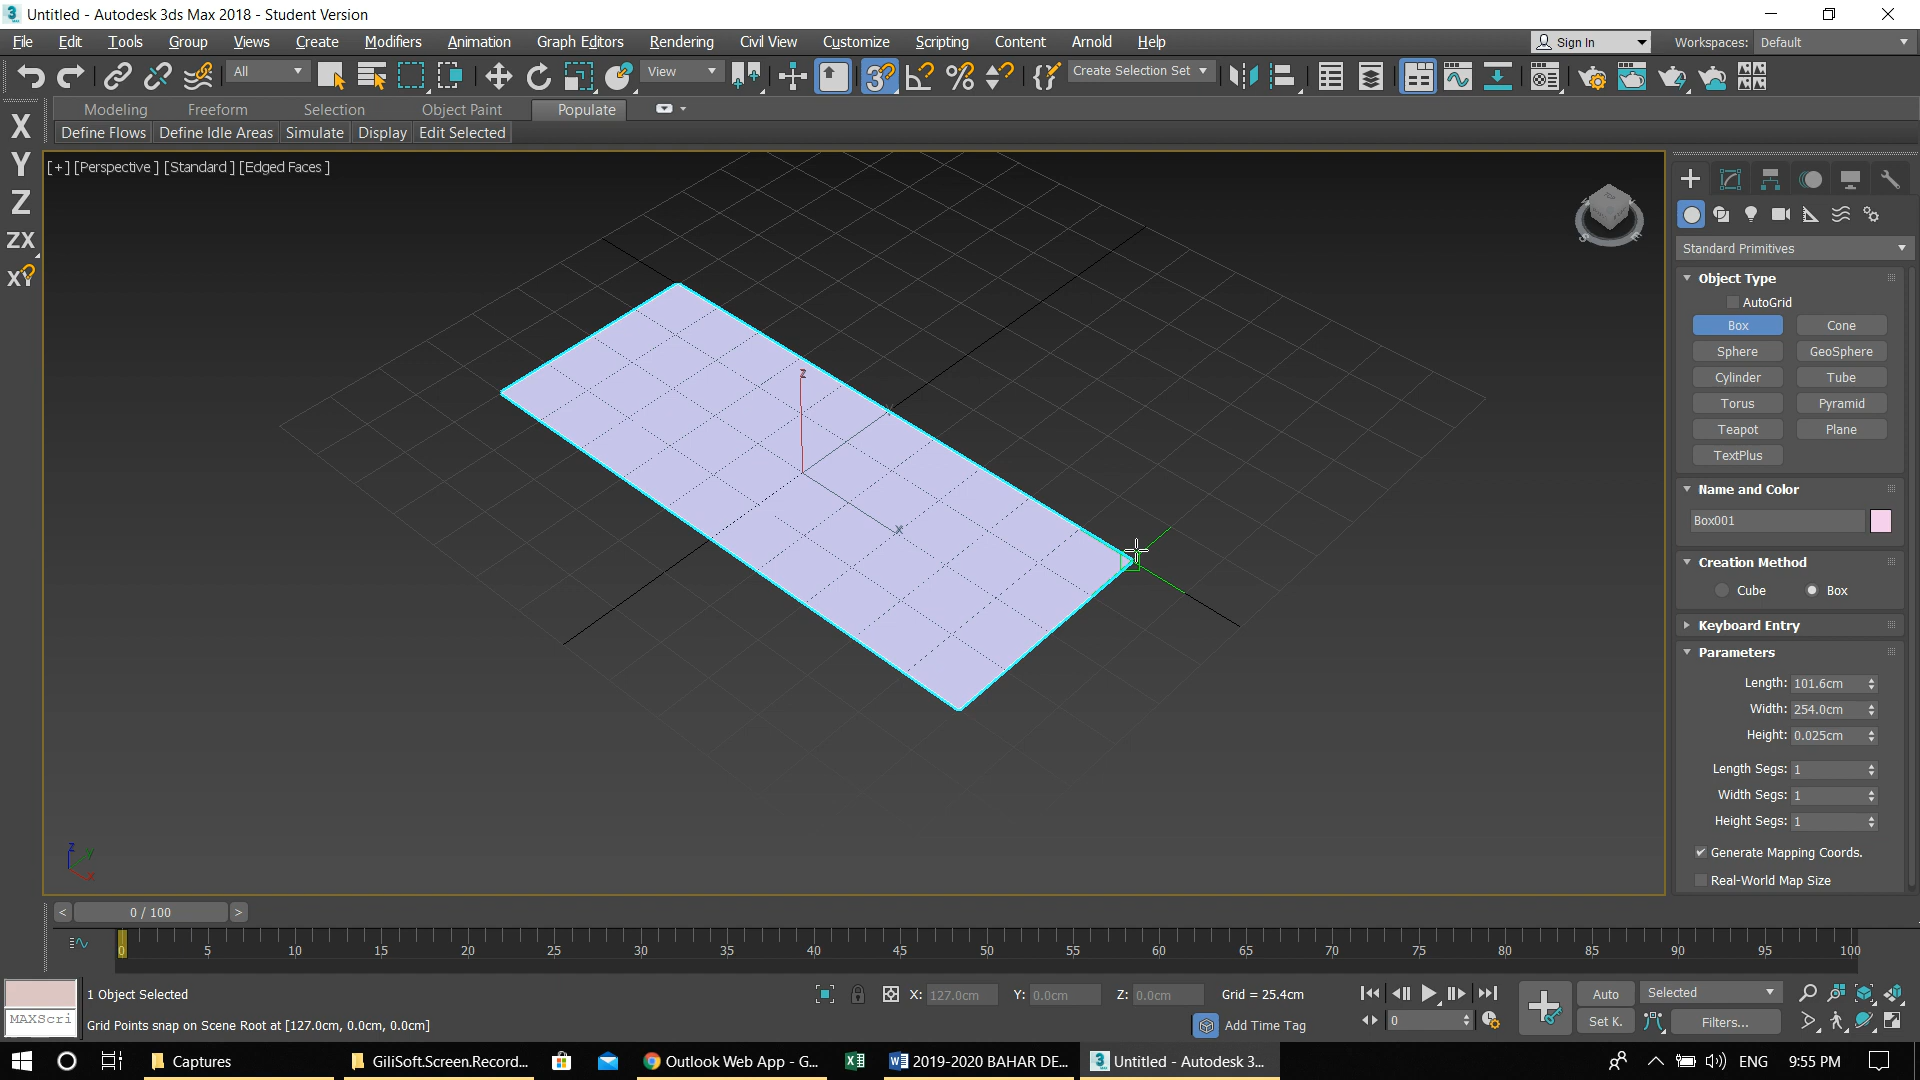 3 Untitled - Autodesk 3ds Max 2018 - Student Version
File Edit Tools Group Views Create Modifiers Animation Graph Editors Rendering Civil View Customize Scripting Content Arnold Help Sign In Workspaces: Default
All View Create Selection Set
X Modeling Freeform Selection Object Paint Populate
Define Flows Define Idle Areas Simulate Display Edit Selected
Y
[+] [Perspective ] [Standard ] [Edged Faces ]
Z
ZX
XY
Standard Primitives
Object Type
AutoGrid
Box Cone
Sphere GeoSphere
Cylinder Tube
Torus Pyramid
Teapot Plane
TextPlus
z
x
Name and Color
Box001
Creation Method
Cube Box
Keyboard Entry
Parameters
Length: 101.6cm
Width: 254.0cm
Height: 0.025cm
Length Segs: 1
Width Segs: 1
Height Segs: 1
Generate Mapping Coords.
Real-World Map Size
z y
x
< 0 / 100 >
0 5 10 15 20 25 30 35 40 45 50 55 60 65 70 75 80 85 90 95 100
1 Object Selected X: 127.0cm Y: 0.0cm Z: 0.0cm Grid = 25.4cm Auto Selected
MAXScri Grid Points snap on Scene Root at [127.0cm, 0.0cm, 0.0cm] Add Time Tag 0 Set K. Filters...
Captures GiliSoft.Screen.Record... Outlook Web App - G... 2019-2020 BAHAR DE... Untitled - Autodesk 3... ENG 9:55 PM